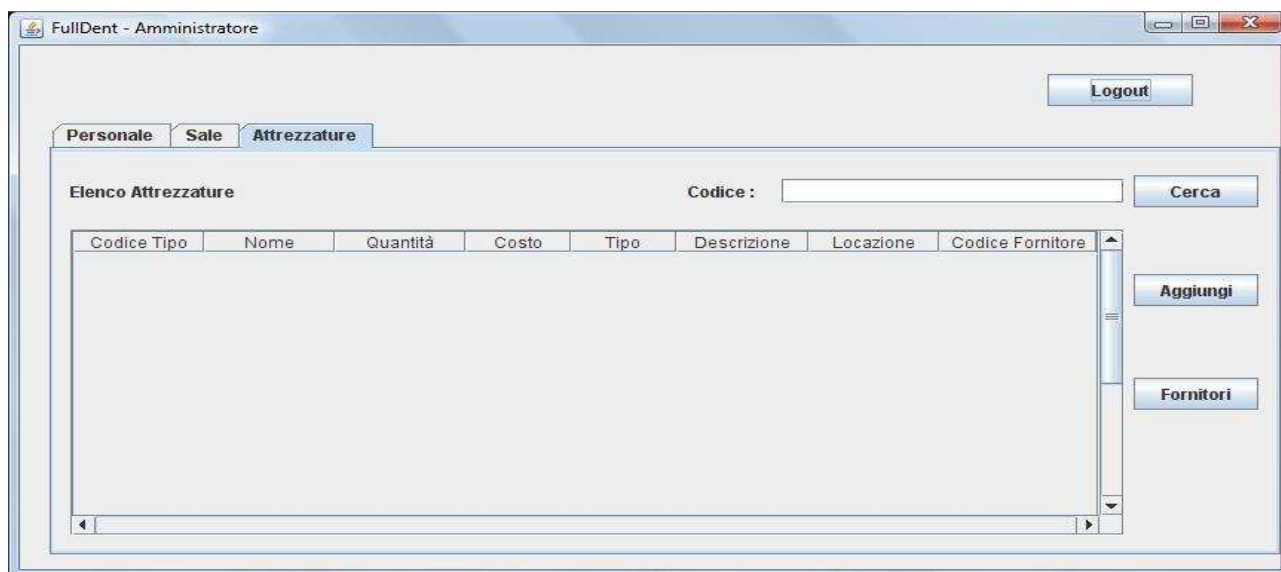 FullDent - Amministratore
Logout
Personale Sale Attrezzature
Elenco Attrezzature Codice : Cerca
Codice Tipo Nome Quantità Costo Tipo Descrizione Locazione Codice Fornitore
Aggiungi
Fornitori